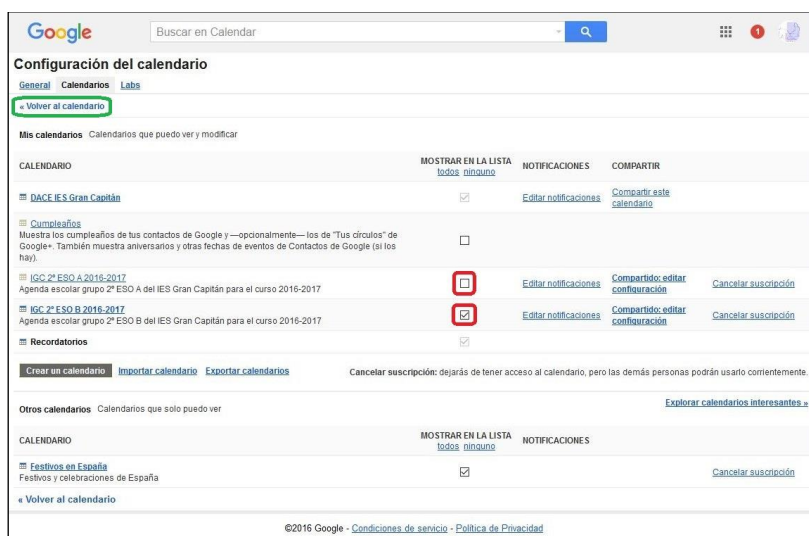 Google Buscar en Calendar 1
Configuración del calendario
General Calendarios Labs
« Volver al calendario
Mis calendarios Calendarios que puedo ver y modificar
CALENDARIO MOSTRAR EN LA LISTA NOTIFICACIONES COMPARTIR
todos ninguno
DACE IES Gran Capitán Editar notificaciones Compartir este
calendario
Cumpleaños
Muestra los cumpleaños de tus contactos de Google y —opcionalmente— los de "Tus círculos" de
Google+. También muestra aniversarios y otras fechas de eventos de Contactos de Google (si los
hay).
IGC 2º ESO A 2016-2017 Editar notificaciones Compartido: editar
configuración Cancelar suscripción
Agenda escolar grupo 2º ESO A del IES Gran Capitán para el curso 2016-2017
IGC 2º ESO B 2016-2017 Editar notificaciones Compartido: editar
configuración Cancelar suscripción
Agenda escolar grupo 2º ESO B del IES Gran Capitán para el curso 2016-2017
Recordatorios
Crear un calendario Importar calendario Exportar calendarios Cancelar suscripción: dejarás de tener acceso al calendario, pero las demás personas podrán usarlo corrientemente.
Otros calendarios Calendarios que solo puedo ver Explorar calendarios interesantes »
CALENDARIO MOSTRAR EN LA LISTA NOTIFICACIONES
todos ninguno
Festivos en España Cancelar suscripción
Festivos y celebraciones de España
« Volver al calendario
©2016 Google - Condiciones de servicio - Política de Privacidad